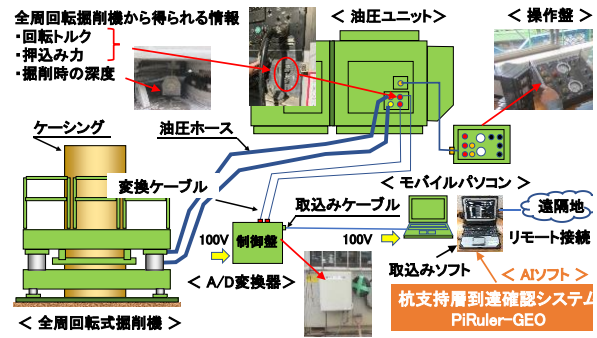 全周回転掘削機から得られる情報
・回転トルク
・押込み力
・掘削時の深度
＜ 油圧ユニット ＞
＜ 操作盤 ＞
ケーシング
油圧ホース
変換ケーブル
＜ モバイルパソコン ＞
取込みケーブル
遠隔地
100V
制御盤
100V
リモート接続
取込みソフト
＜ A/D変換器 ＞
＜ AIソフト ＞
杭支持層到達確認システム
PiRuler-GEO
＜ 全周回転式掘削機 ＞